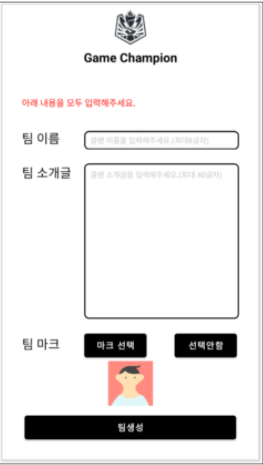 Game Champion
아래 내용을 모두 입력해주세요.
팀 이름
클랜 이름을 입력해주세요.(최대8글자)
팀 소개글
클랜 소개글을 입력해주세요.(최대 40글자)
팀 마크
마크 선택
선택안함
팀생성